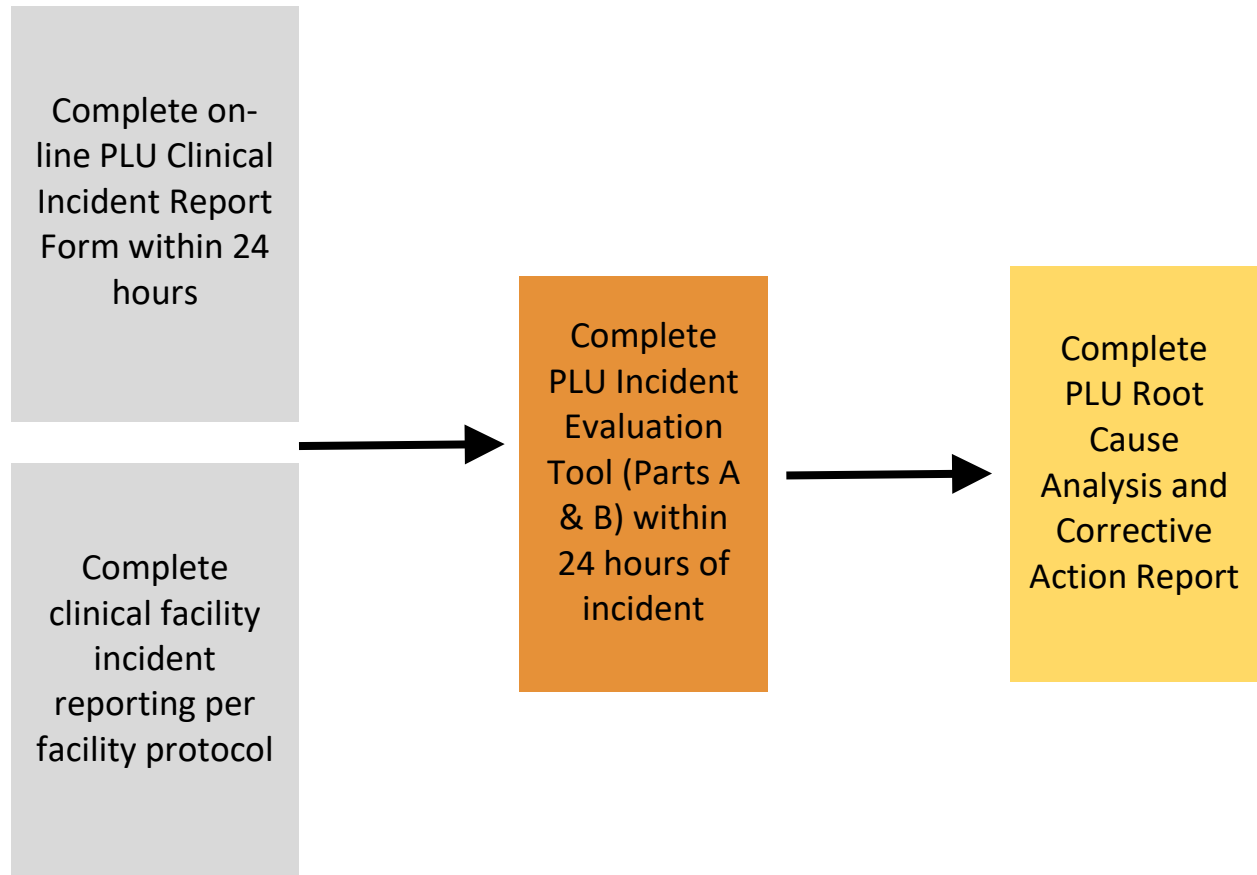 Complete on-
line PLU Clinical
Incident Report
Form within 24
hours
Complete
clinical facility
incident
reporting per
facility protocol
Complete
PLU Incident
Evaluation
Tool (Parts A
& B) within
24 hours of
incident
Complete
PLU Root
Cause
Analysis and
Corrective
Action Report